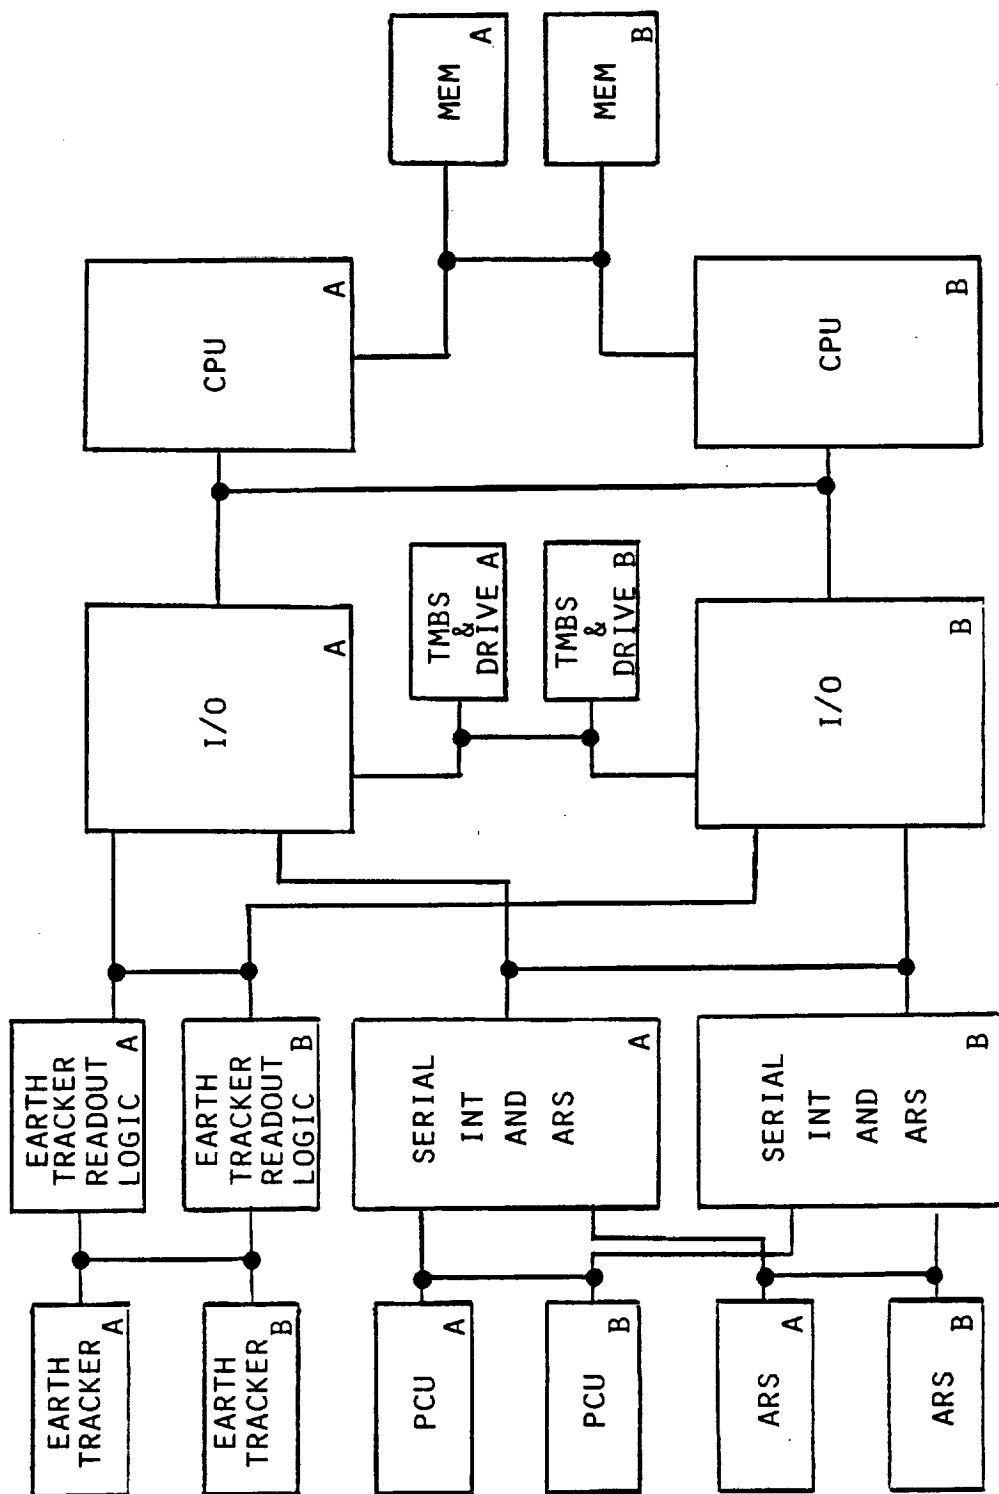 EARTH
TRACKER
A
EARTH
TRACKER
READOUT
LOGIC
A
I/O
A
CPU
A
EARTH
TRACKER
B
EARTH
TRACKER
READOUT
LOGIC
B
PCU
A
SERIAL
INT
AND
ARS
A
TMBS
&
DRIVE A
MEM
A
PCU
B
TMBS
&
DRIVE B
MEM
B
ARS
A
SERIAL
INT
AND
ARS
B
I/O
B
CPU
B
ARS
B